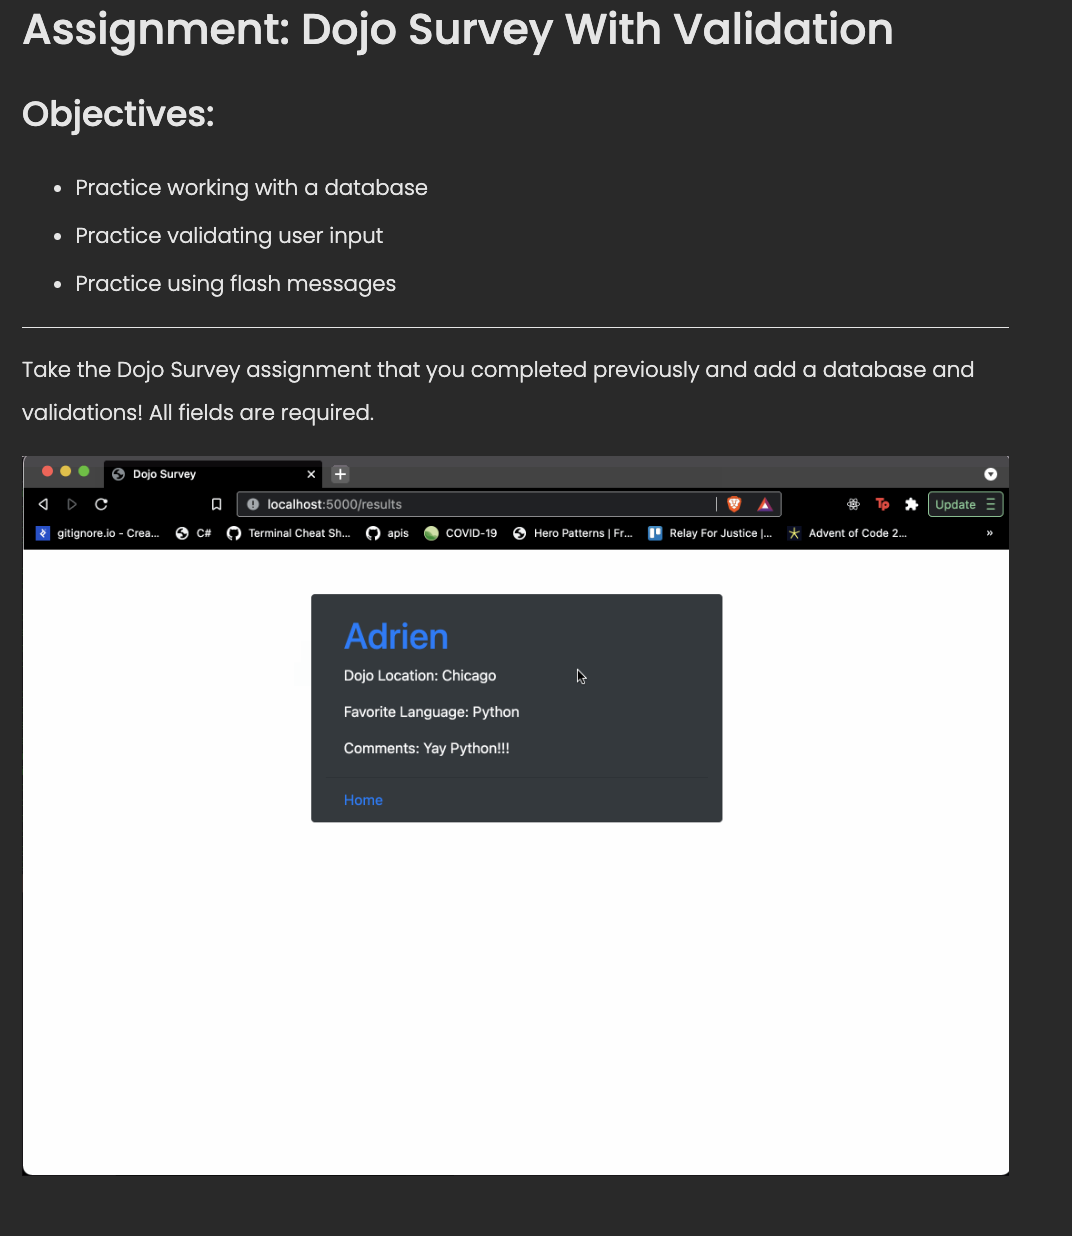 Assignment: Dojo Survey With Validation
Objectives:
Practice working with a database
Practice validating user input
Practice using flash messages
Take the Dojo Survey assignment that you completed previously and add a database and
validations! All fields are required.
Dojo Survey
localhost:5000/results
Tp
Update
gitignore.io - Crea... C# Terminal Cheat Sh... apis COVID-19 Hero Patterns | Fr... Relay For Justice |... Advent of Code 2... »
Adrien
Dojo Location: Chicago
Favorite Language: Python
Comments: Yay Python!!!
Home